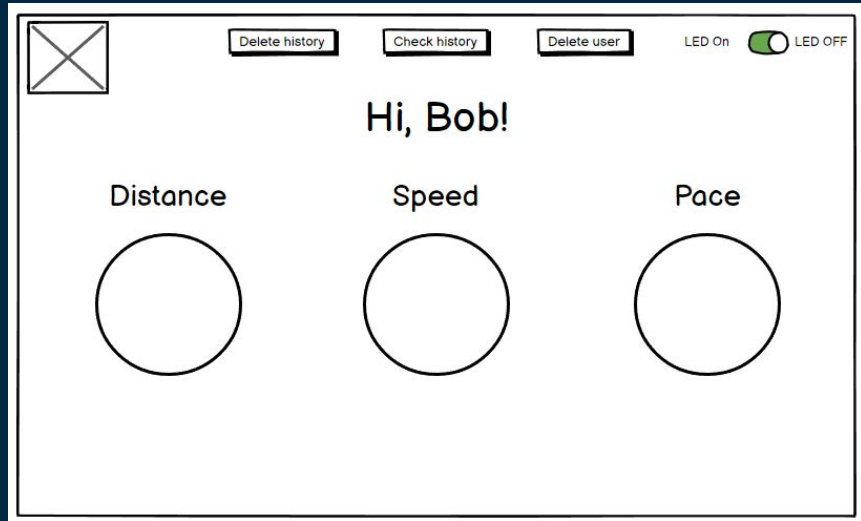 Delete history
Check history
Delete user
LED On
LED OFF
Hi, Bob!
Distance
Speed
Pace